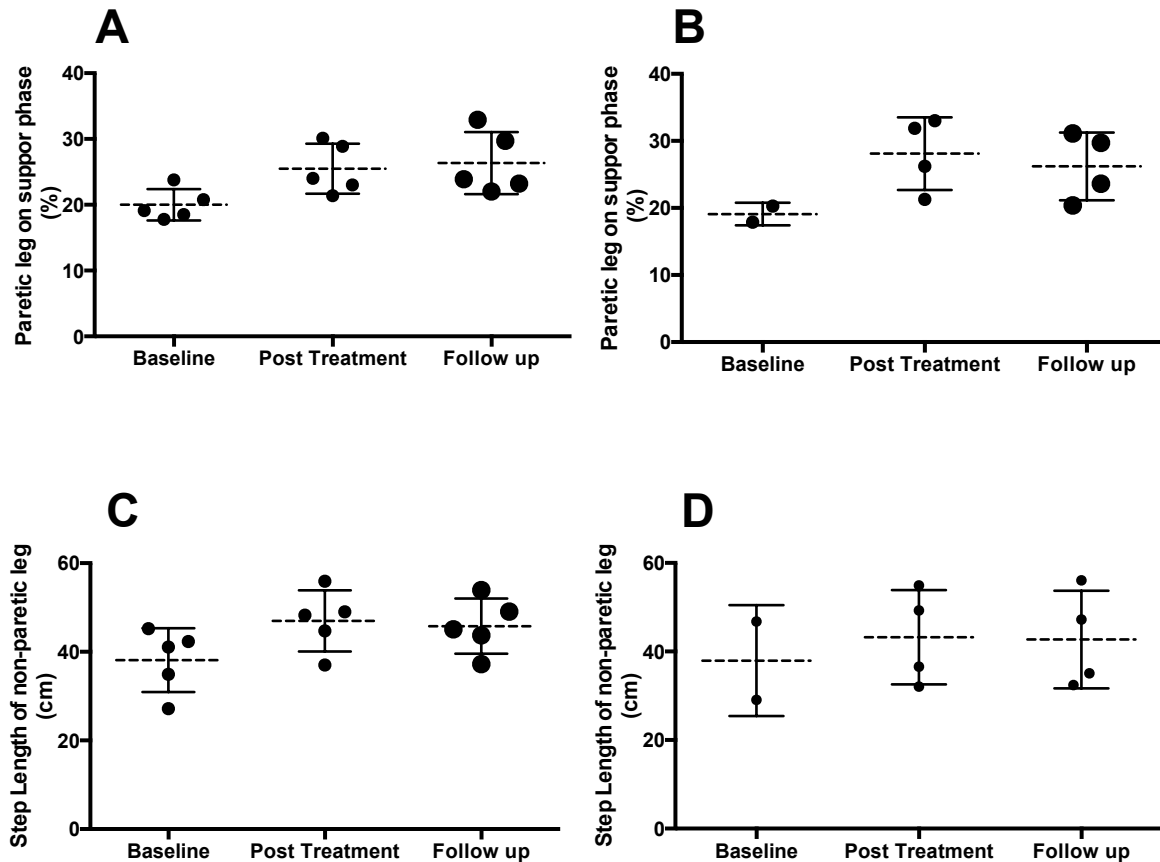 A
Paretic leg on suppor phase
(%)
40
30
20
10
0
Baseline Post Treatment Follow up
B
Paretic leg on suppor phase
(%)
40
30
20
10
0
Baseline Post Treatment Follow up
C
Step Length of non-paretic leg
(cm)
60
40
20
0
Baseline Post Treatment Follow up
D
Step Length of non-paretic leg
(cm)
60
40
20
0
Baseline Post Treatment Follow up